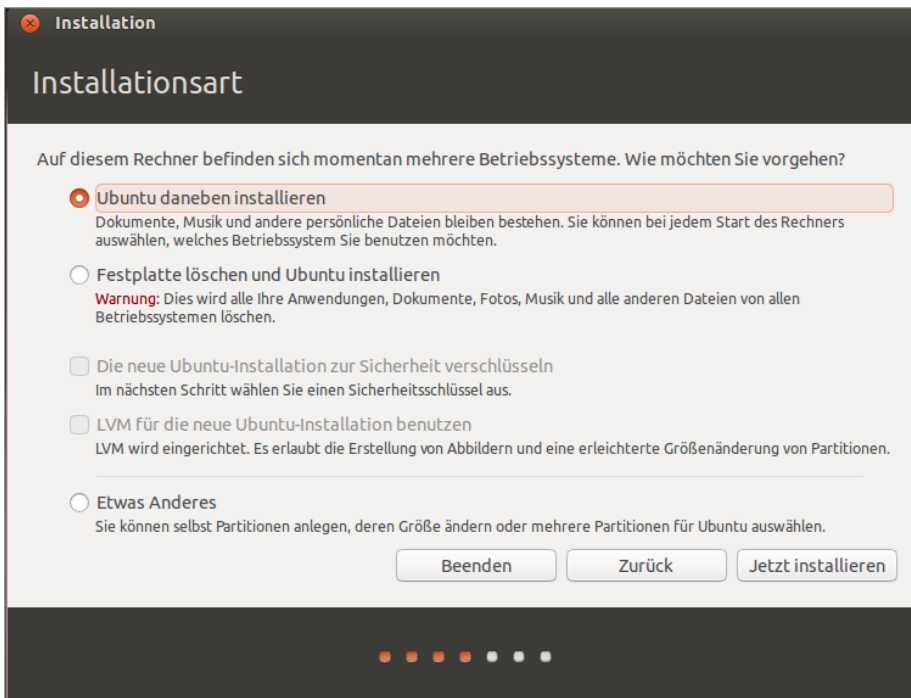 Installation
Installationsart
Auf diesem Rechner befinden sich momentan mehrere Betriebssysteme. Wie möchten Sie vorgehen?
Ubuntu daneben installieren
Dokumente, Musik und andere persönliche Dateien bleiben bestehen. Sie können bei jedem Start des Rechners
auswählen, welches Betriebssystem Sie benutzen möchten.
Festplatte löschen und Ubuntu installieren
Warnung: Dies wird alle Ihre Anwendungen, Dokumente, Fotos, Musik und alle anderen Dateien von allen
Betriebssystemen löschen.
Die neue Ubuntu-Installation zur Sicherheit verschlüsseln
Im nächsten Schritt wählen Sie einen Sicherheitsschlüssel aus.
LVM für die neue Ubuntu-Installation benutzen
LVM wird eingerichtet. Es erlaubt die Erstellung von Abbildern und eine erleichterte Größenänderung von Partitionen.
Etwas Anderes
Sie können selbst Partitionen anlegen, deren Größe ändern oder mehrere Partitionen für Ubuntu auswählen.
Beenden Zurück Jetzt installieren